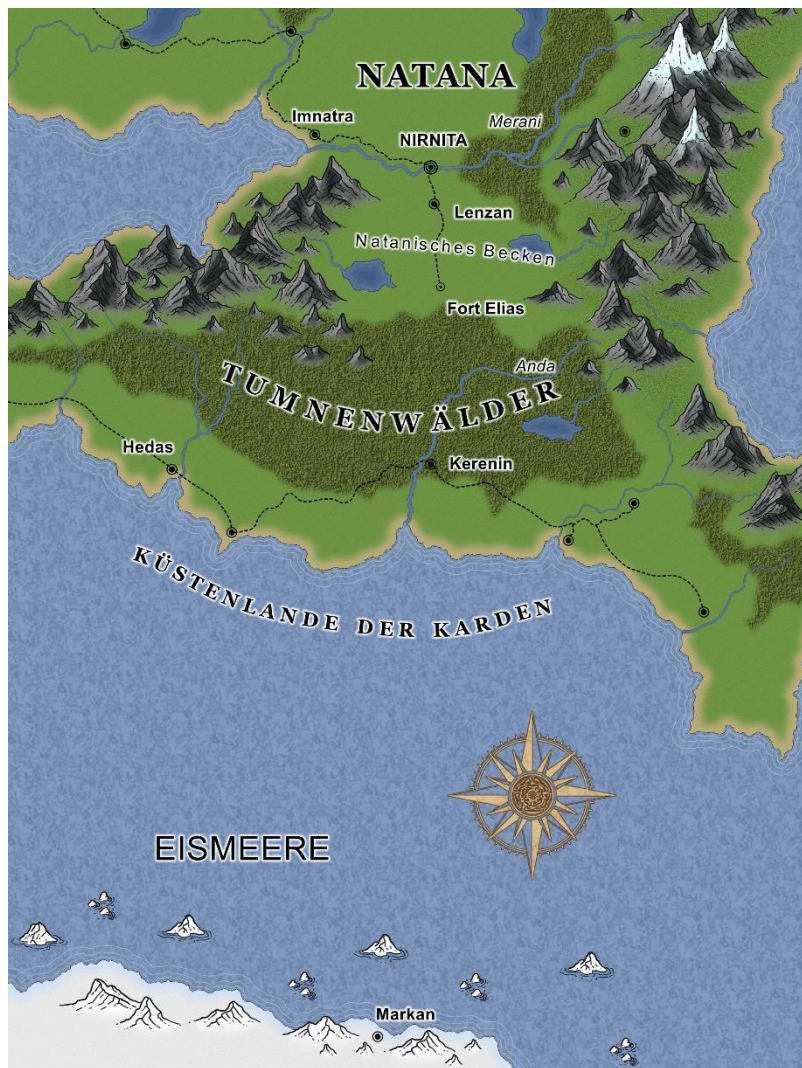 NATANA
Imnatra
Merani
NIRNITA
Lenzan
Natanisches Becken
Fort Elias
Anda
TUMNENWÄLDER
Hedas
Kerenin
KÜSTENLANDE DER KARDEN
EISMEERE
Markan